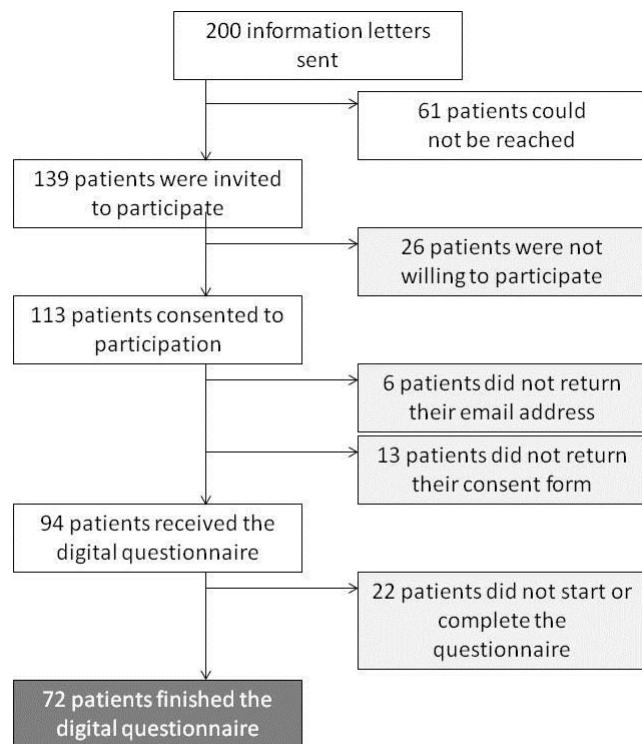 200 information letters
sent
61 patients could
not be reached
139 patients were invited
to participate
26 patients were not
willing to participate
113 patients consented to
participation
6 patients did not return
their email address
13 patients did not return
their consent form
94 patients received the
digital questionnaire
22 patients did not start or
complete the
questionnaire
72 patients finished the
digital questionnaire